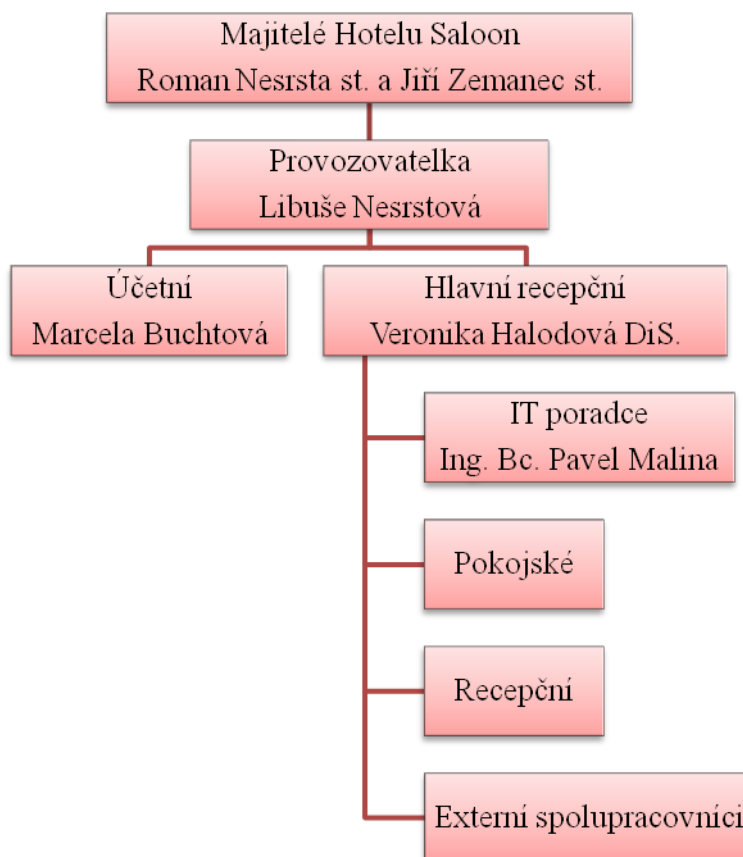 Majitelé Hotelu Saloon
Roman Nesrsta st. a Jiří Zemanec st.
Provozovatelka
Libuše Nesrstová
Účetní
Marcela Buchtová
Hlavní recepční
Veronika Halodová DiS.
IT poradce
Ing. Bc. Pavel Malina
Pokojské
Recepční
Externí spolupracovníci